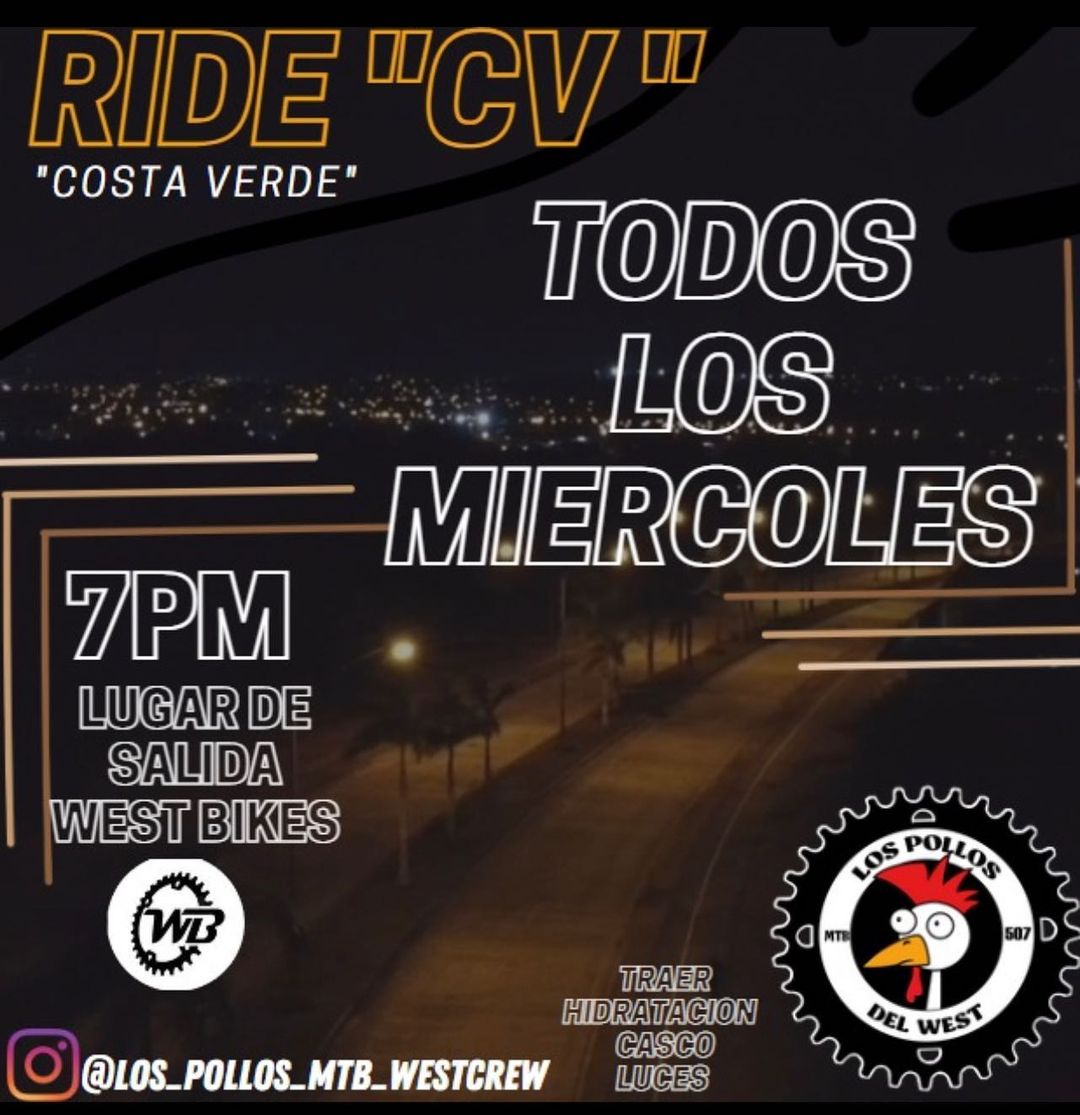 RIDE "CV "
"COSTA VERDE"
TODOS
LOS
MIERCOLES
7PM
LUGAR DE
SALIDA
WEST BIKES
WB
LOS POLLOS
MTB 507
DEL WEST
TRAER
HIDRATACION
CASCO
LUCES
@LOS_POLLOS_MTB_WESTCREW